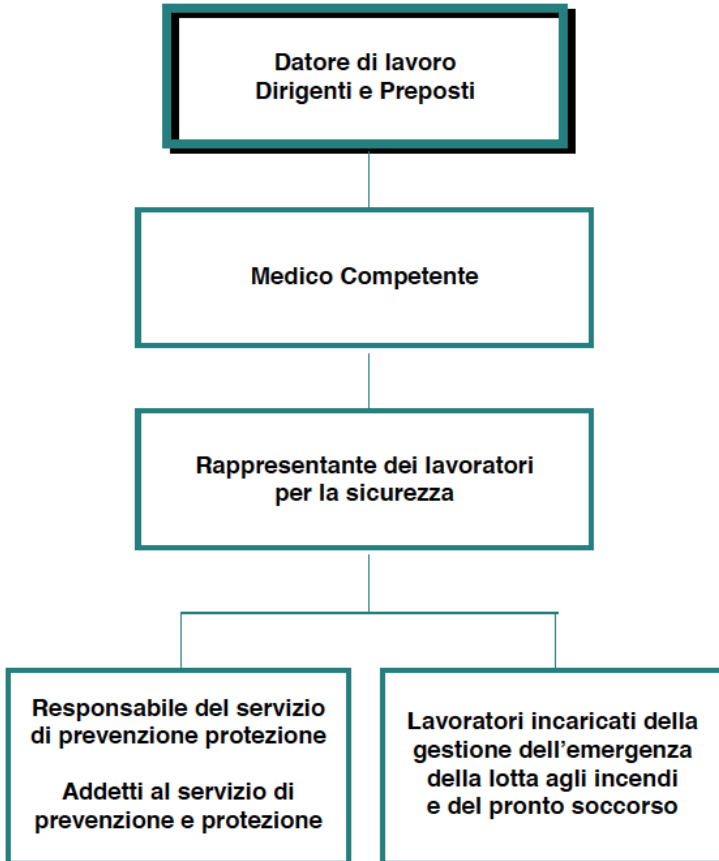 Datore di lavoro
Dirigenti e Preposti
Medico Competente
Rappresentante dei lavoratori
per la sicurezza
Responsabile del servizio
di prevenzione protezione
Addetti al servizio di
prevenzione e protezione
Lavoratori incaricati della
gestione dell’emergenza
della lotta agli incendi
e del pronto soccorso